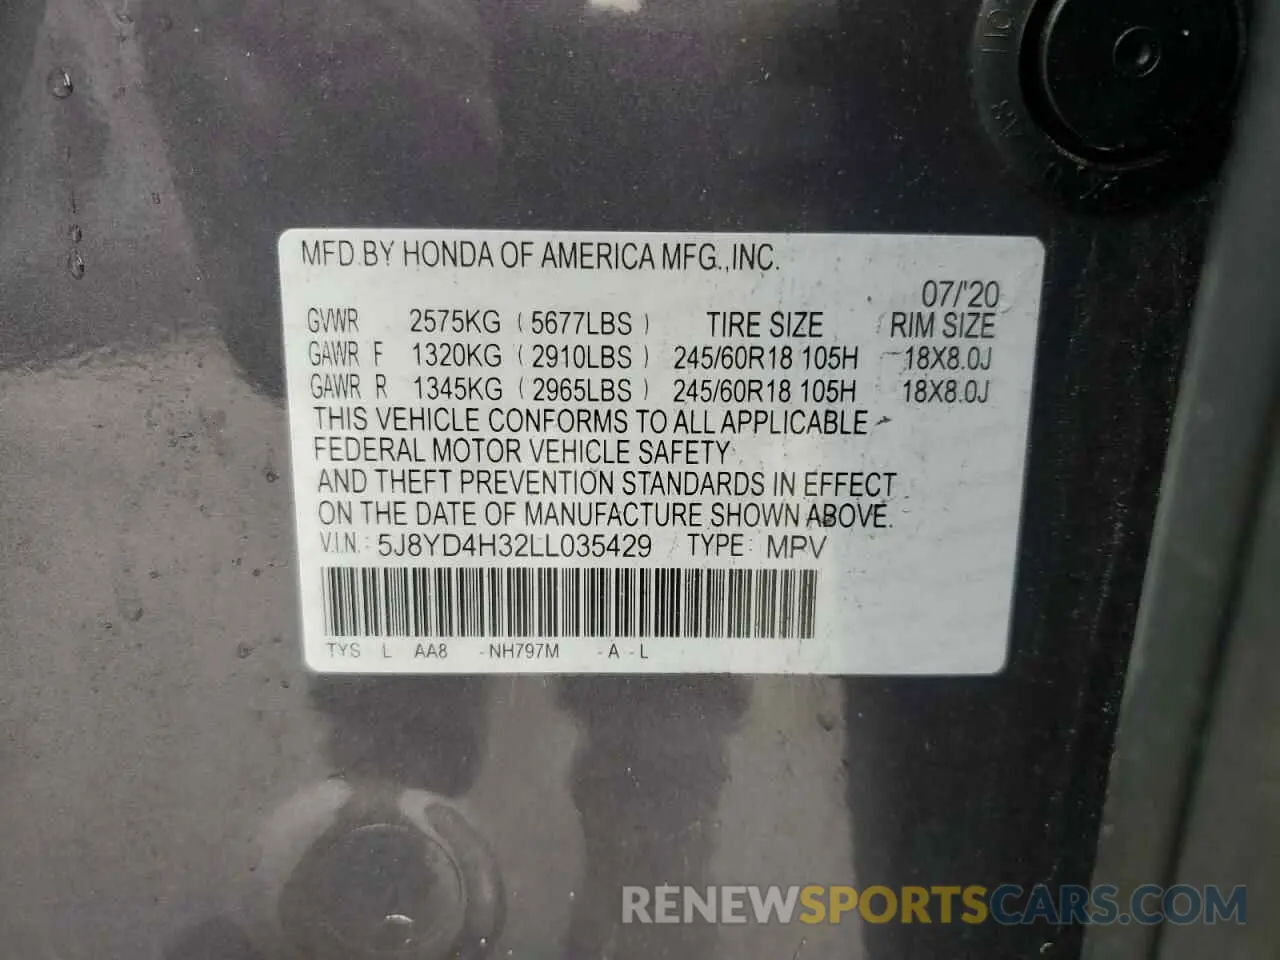 MFD.BY HONDA OF AMERICA MFG.,INC.
07/'20
GVWR 2575KG (5677LBS) TIRE SIZE RIM SIZE
GAWR F 1320KG (2910LBS) 245/60R18 105H 18X8.0J
GAWR R 1345KG (2965LBS) 245/60R18 105H 18X8.0J
THIS VEHICLE CONFORMS TO ALL APPLICABLE
FEDERAL MOTOR VEHICLE SAFETY
AND THEFT PREVENTION STANDARDS IN EFFECT
ON THE DATE OF MANUFACTURE SHOWN ABOVE.
V.I.N.: 5J8YD4H32LL035429 TYPE: MPV
TYS L AA8 -NH797M -A -L
RENEWSPORTSCARS.COM